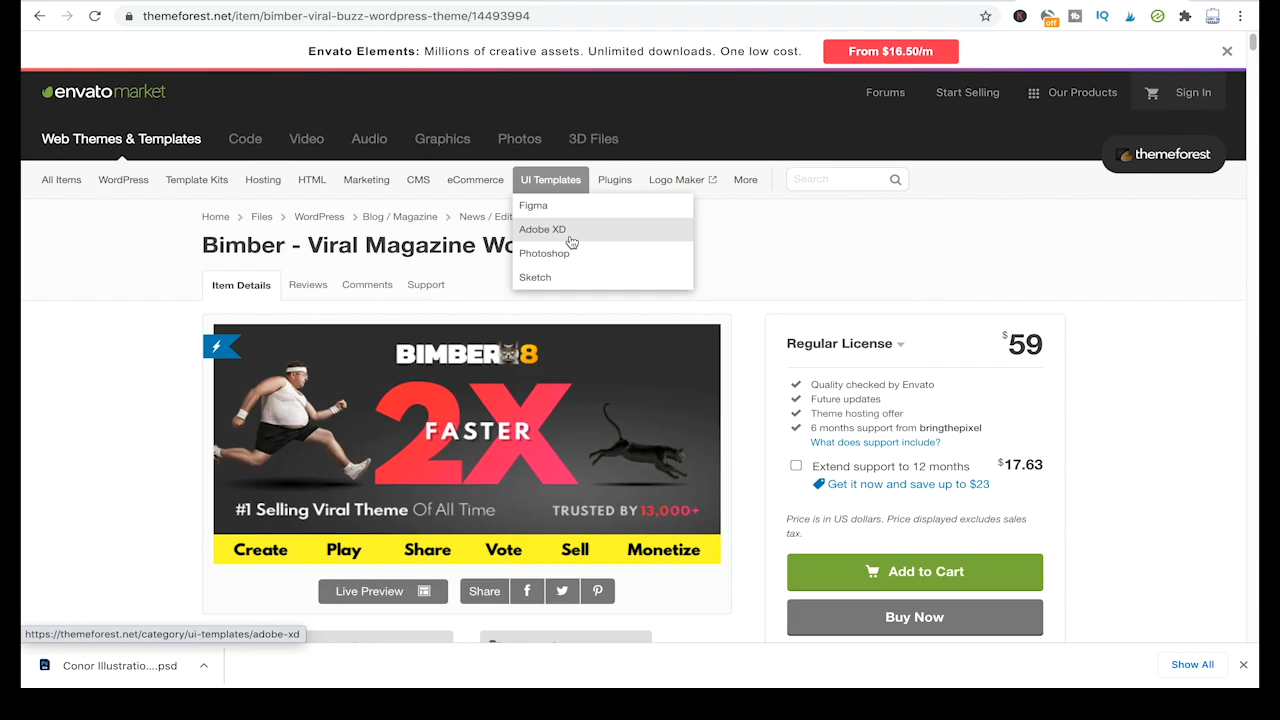 themeforest.net/item/bimber-viral-buzz-wordpress-theme/14493994
off
Envato Elements: Millions of creative assets. Unlimited downloads. One low cost.
From $16.50/m
envatomarket
Forums
Start Selling
Our Products
Sign In
Web Themes & Templates
Code
Video
Audio
Graphics
Photos
3D Files
themeforest
All Items
WordPress
Template Kits
Hosting
HTML
Marketing
CMS
eCommerce
UI Templates
Plugins
Logo Maker
More
Search
Figma
Adobe XD
Photoshop
Sketch
Home
Files
WordPress
Blog / Magazine
News / Edit
Bimber - Viral Magazine Wo
Item Details
Reviews
Comments
Support
BIMBER 8
2X
FASTER
#1 Selling Viral Theme Of All Time
TRUSTED BY 13,000+
Create
Play
Share
Vote
Sell
Monetize
Live Preview
Share
Regular License
$59
Quality checked by Envato
Future updates
Theme hosting offer
6 months support from bringthepixel
What does support include?
Extend support to 12 months
$17.63
Get it now and save up to $23
Price is in US dollars. Price displayed excludes sales
tax.
Add to Cart
Buy Now
https://themeforest.net/category/ui-templates/adobe-xd
Conor Illustratio....psd
Show All